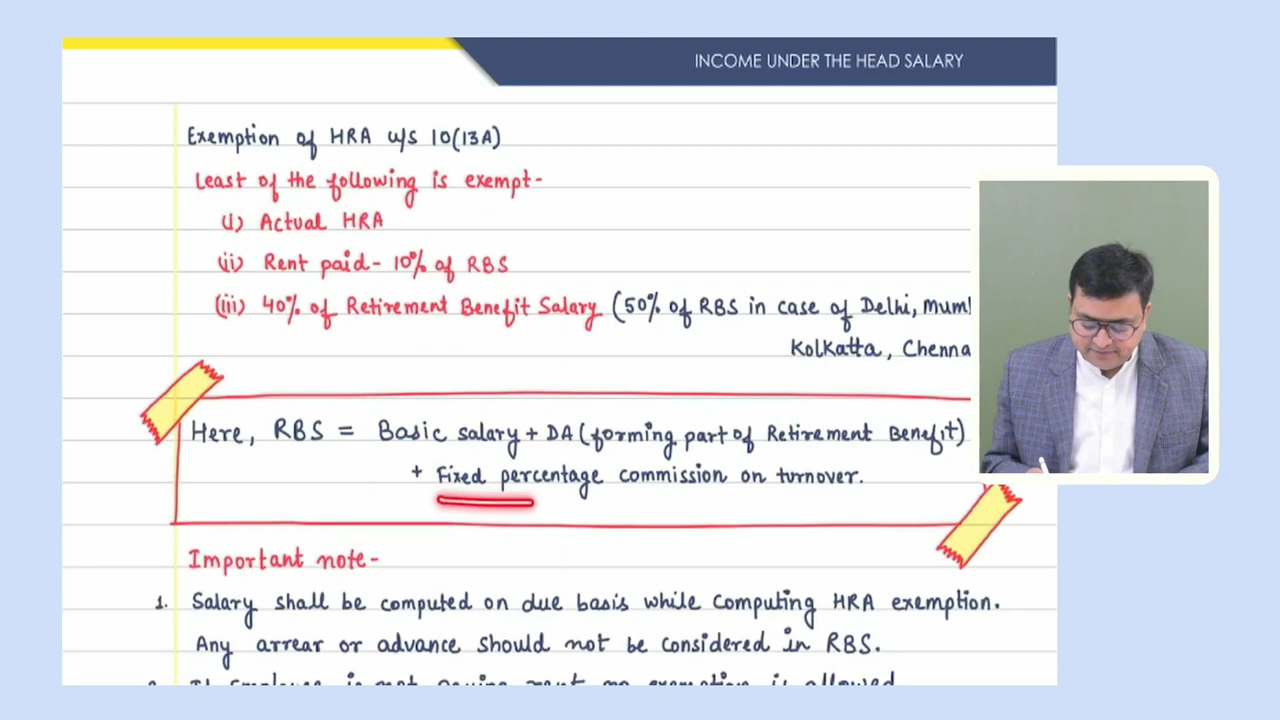 INCOME UNDER THE HEAD SALARY
Exemption of HRA u/s 10(13A)
Least of the following is exempt-
(i) Actual HRA
(ii) Rent paid- 10% of RBS
(iii) 40% of Retirement Benefit Salary (50% of RBS in case of Delhi,
Kolkatta,
Here, RBS = Basic salary + DA (forming part of Retirement Benefit)
+ Fixed percentage commission on turnover.
Important note-
1. Salary shall be computed on due basis while computing HRA exemption.
Any arrear or advance should not be considered in RBS.